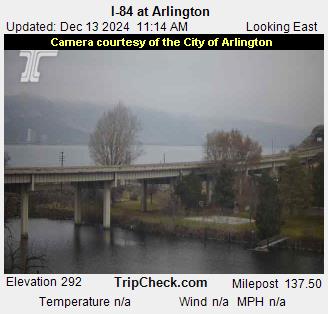 I-84 at Arlington
Updated: Dec 13 2024 11:14 AM Looking East
Camera courtesy of the City of Arlington
Elevation 292 TripCheck.com Milepost 137.50
Temperature n/a Wind n/a MPH n/a